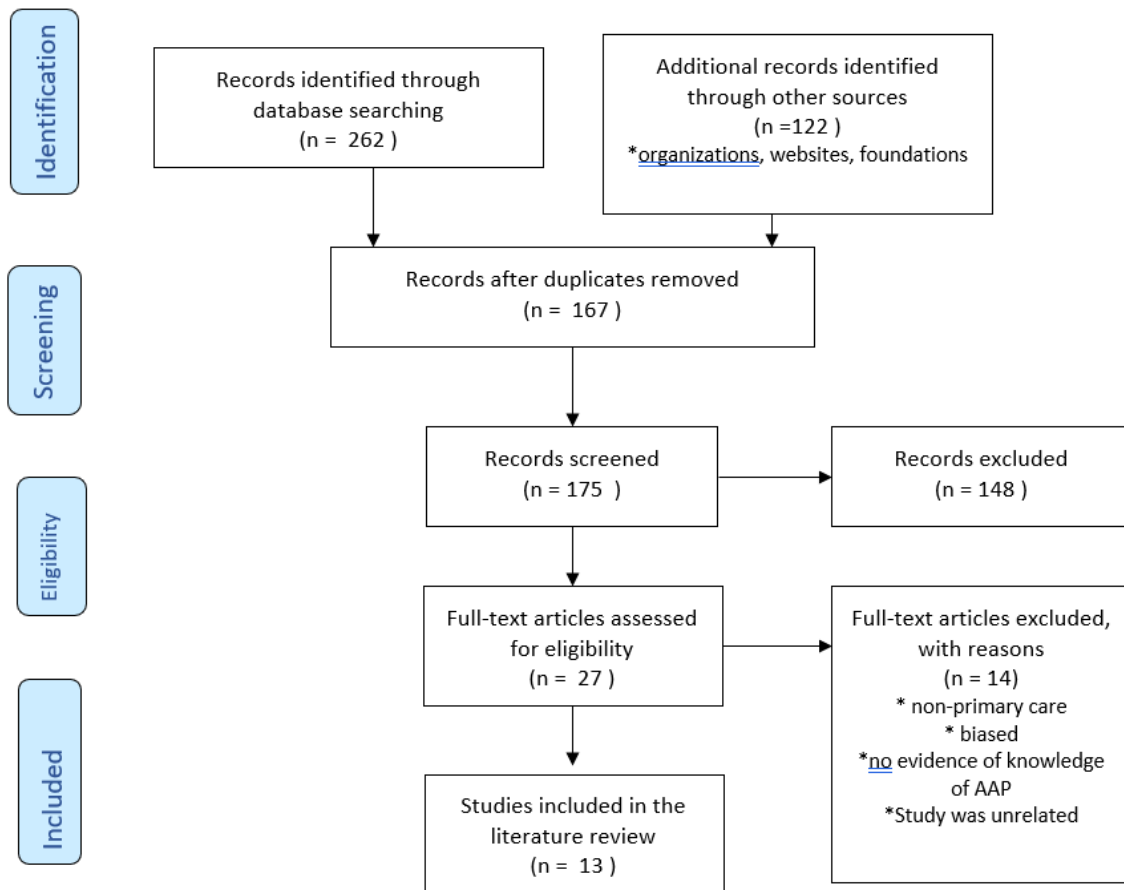 Identification
Records identified through
database searching
(n =  262 )
Additional records identified
through other sources
(n =122 )
*organizations, websites, foundations
Screening
Records after duplicates removed
(n =  167 )
Records screened
(n = 175  )
Records excluded
(n = 148 )
Eligibility
Full-text articles assessed
for eligibility
(n =  27 )
Full-text articles excluded,
with reasons
(n = 14)
* non-primary care
* biased
*no evidence of knowledge
of AAP
*Study was unrelated
Included
Studies included in the
literature review
(n =  13 )